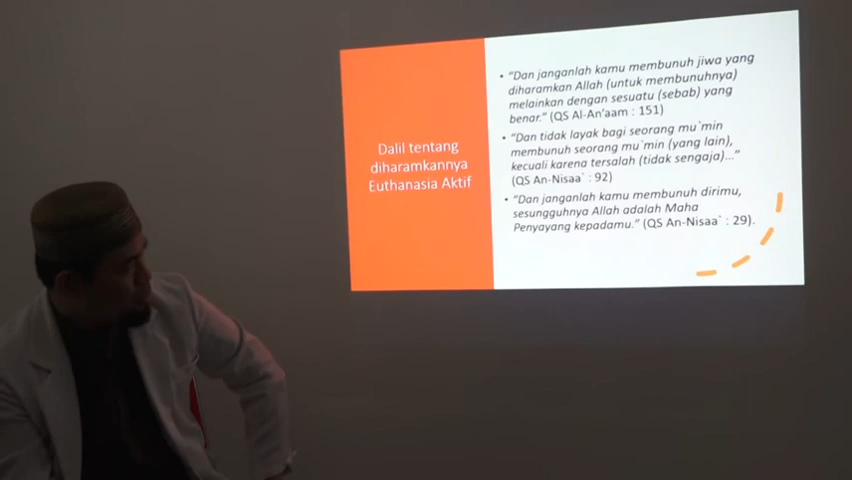 Dalil tentang
diharamkannya
Euthanasia Aktif
• “Dan janganlah kamu membunuh jiwa yang
diharamkan Allah (untuk membunuhnya)
melainkan dengan sesuatu (sebab) yang
benar.” (QS Al-An’aam : 151)
• “Dan tidak layak bagi seorang mu`min
membunuh seorang mu`min (yang lain),
kecuali karena tersalah (tidak sengaja)…”
(QS An-Nisaa` : 92)
• “Dan janganlah kamu membunuh dirimu,
sesungguhnya Allah adalah Maha
Penyayang kepadamu.” (QS An-Nisaa` : 29).